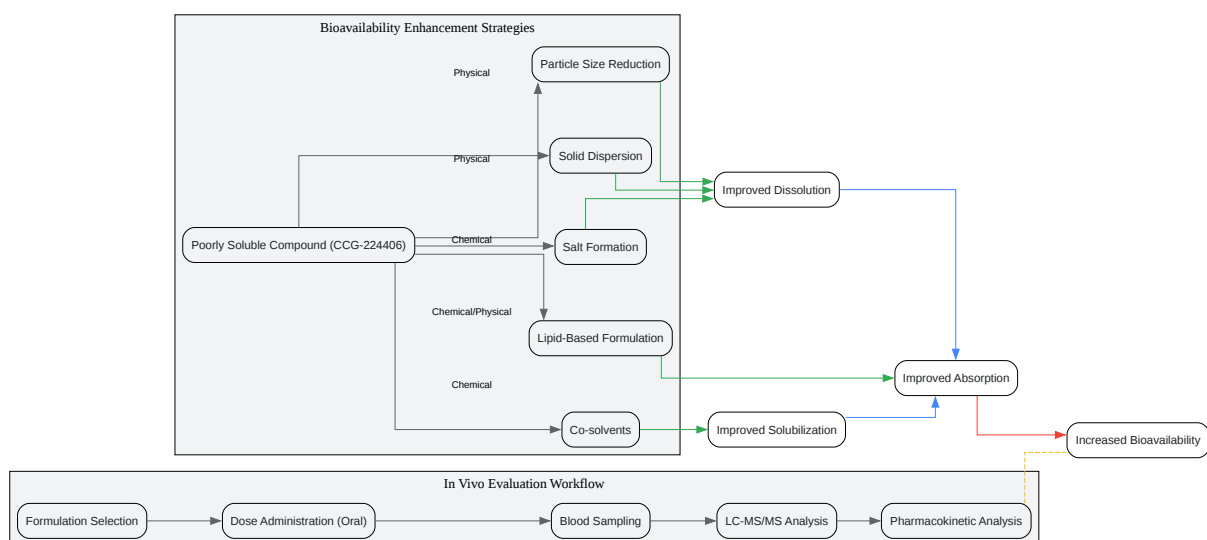 Bioavailability Enhancement Strategies
Physical
Particle Size Reduction
Physical
Solid Dispersion
Improved Dissolution
Poorly Soluble Compound (CCG-224406)
Chemical
Salt Formation
Chemical/Physical
Lipid-Based Formulation
Improved Absorption
Chemical
Co-solvents
Improved Solubilization
Increased Bioavailability
In Vivo Evaluation Workflow
Formulation Selection
Dose Administration (Oral)
Blood Sampling
LC-MS/MS Analysis
Pharmacokinetic Analysis